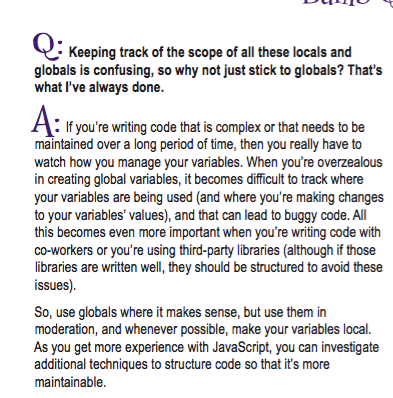 Q: Keeping track of the scope of all these locals and
globals is confusing, so why not just stick to globals? That's
what I've always done.
A: If you're writing code that is complex or that needs to be
maintained over a long period of time, then you really have to
watch how you manage your variables. When you're overzealous
in creating global variables, it becomes difficult to track where
your variables are being used (and where you're making changes
to your variables' values), and that can lead to buggy code. All
this becomes even more important when you're writing code with
co-workers or you're using third-party libraries (although if those
libraries are written well, they should be structured to avoid these
issues).
So, use globals where it makes sense, but use them in
moderation, and whenever possible, make your variables local.
As you get more experience with JavaScript, you can investigate
additional techniques to structure code so that it's more
maintainable.